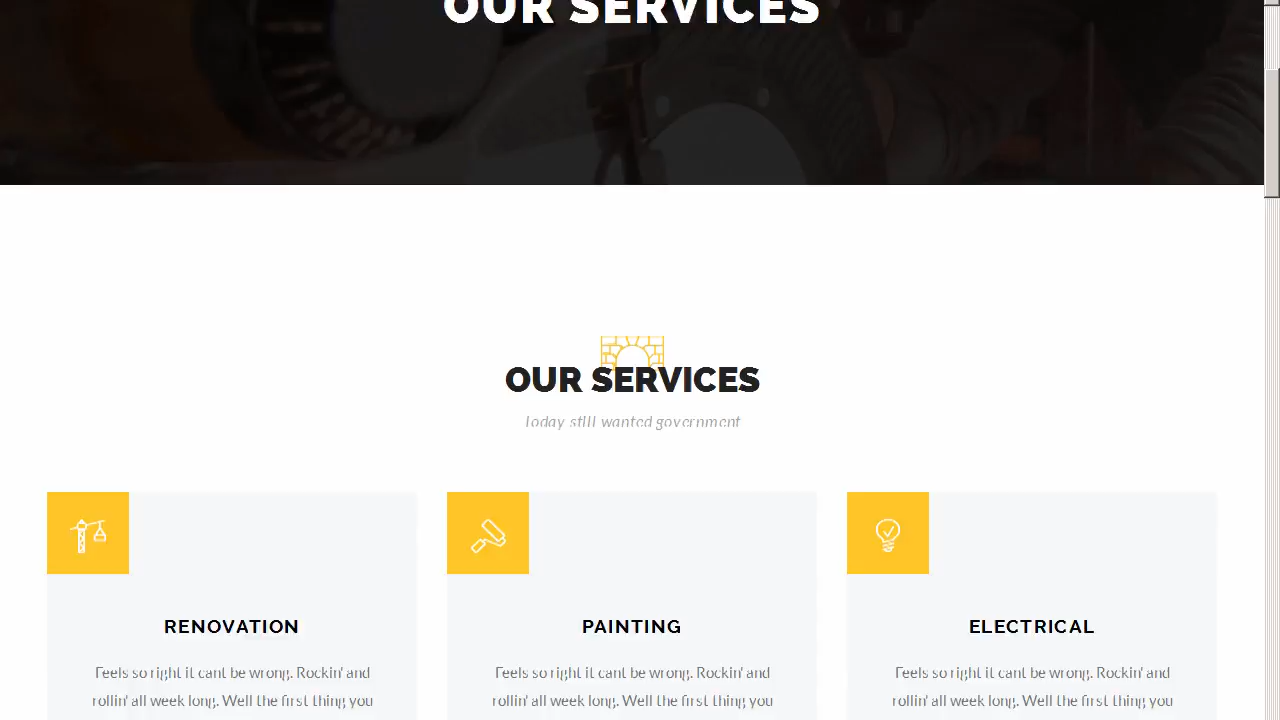 OUR SERVICES
OUR SERVICES
Today still wanted government
RENOVATION
PAINTING
ELECTRICAL
Feels so right it cant be wrong. Rockin' and
rollin' all week long. Well the first thing you
Feels so right it cant be wrong. Rockin' and
rollin' all week long. Well the first thing you
Feels so right it cant be wrong. Rockin' and
rollin' all week long. Well the first thing you